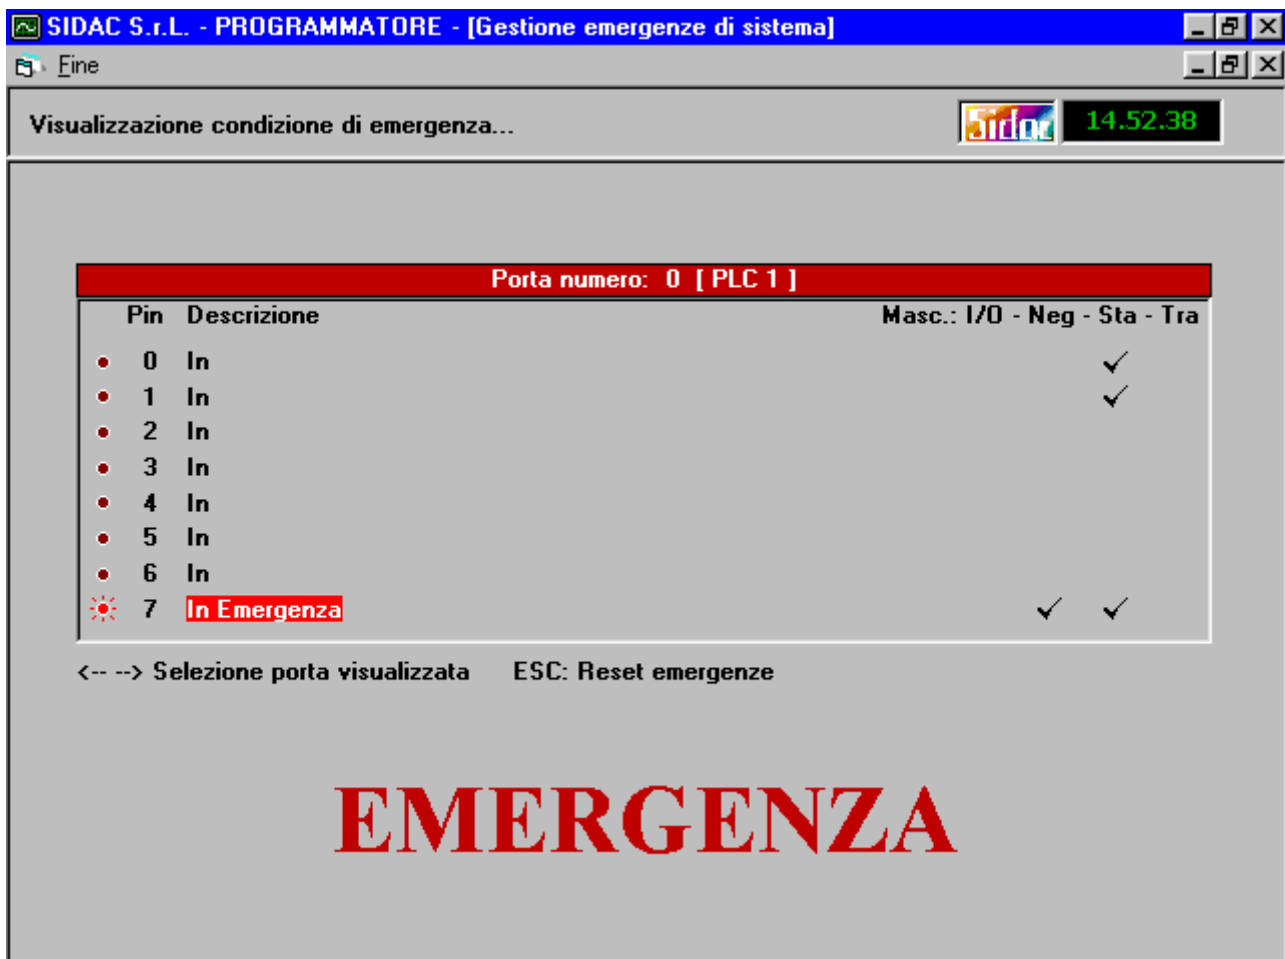 SIDAC S.r.L. - PROGRAMMATORE - [Gestione emergenze di sistema]
Fine
Visualizzazione condizione di emergenza...
Sidac
14.52.38
Porta numero: 0 [ PLC 1 ]
Pin Descrizione Masc.: I/O - Neg - Sta - Tra
0 In ✓
1 In ✓
2 In
3 In
4 In
5 In
6 In
7 In Emergenza ✓ ✓
<-- --> Selezione porta visualizzata ESC: Reset emergenze
EMERGENZA